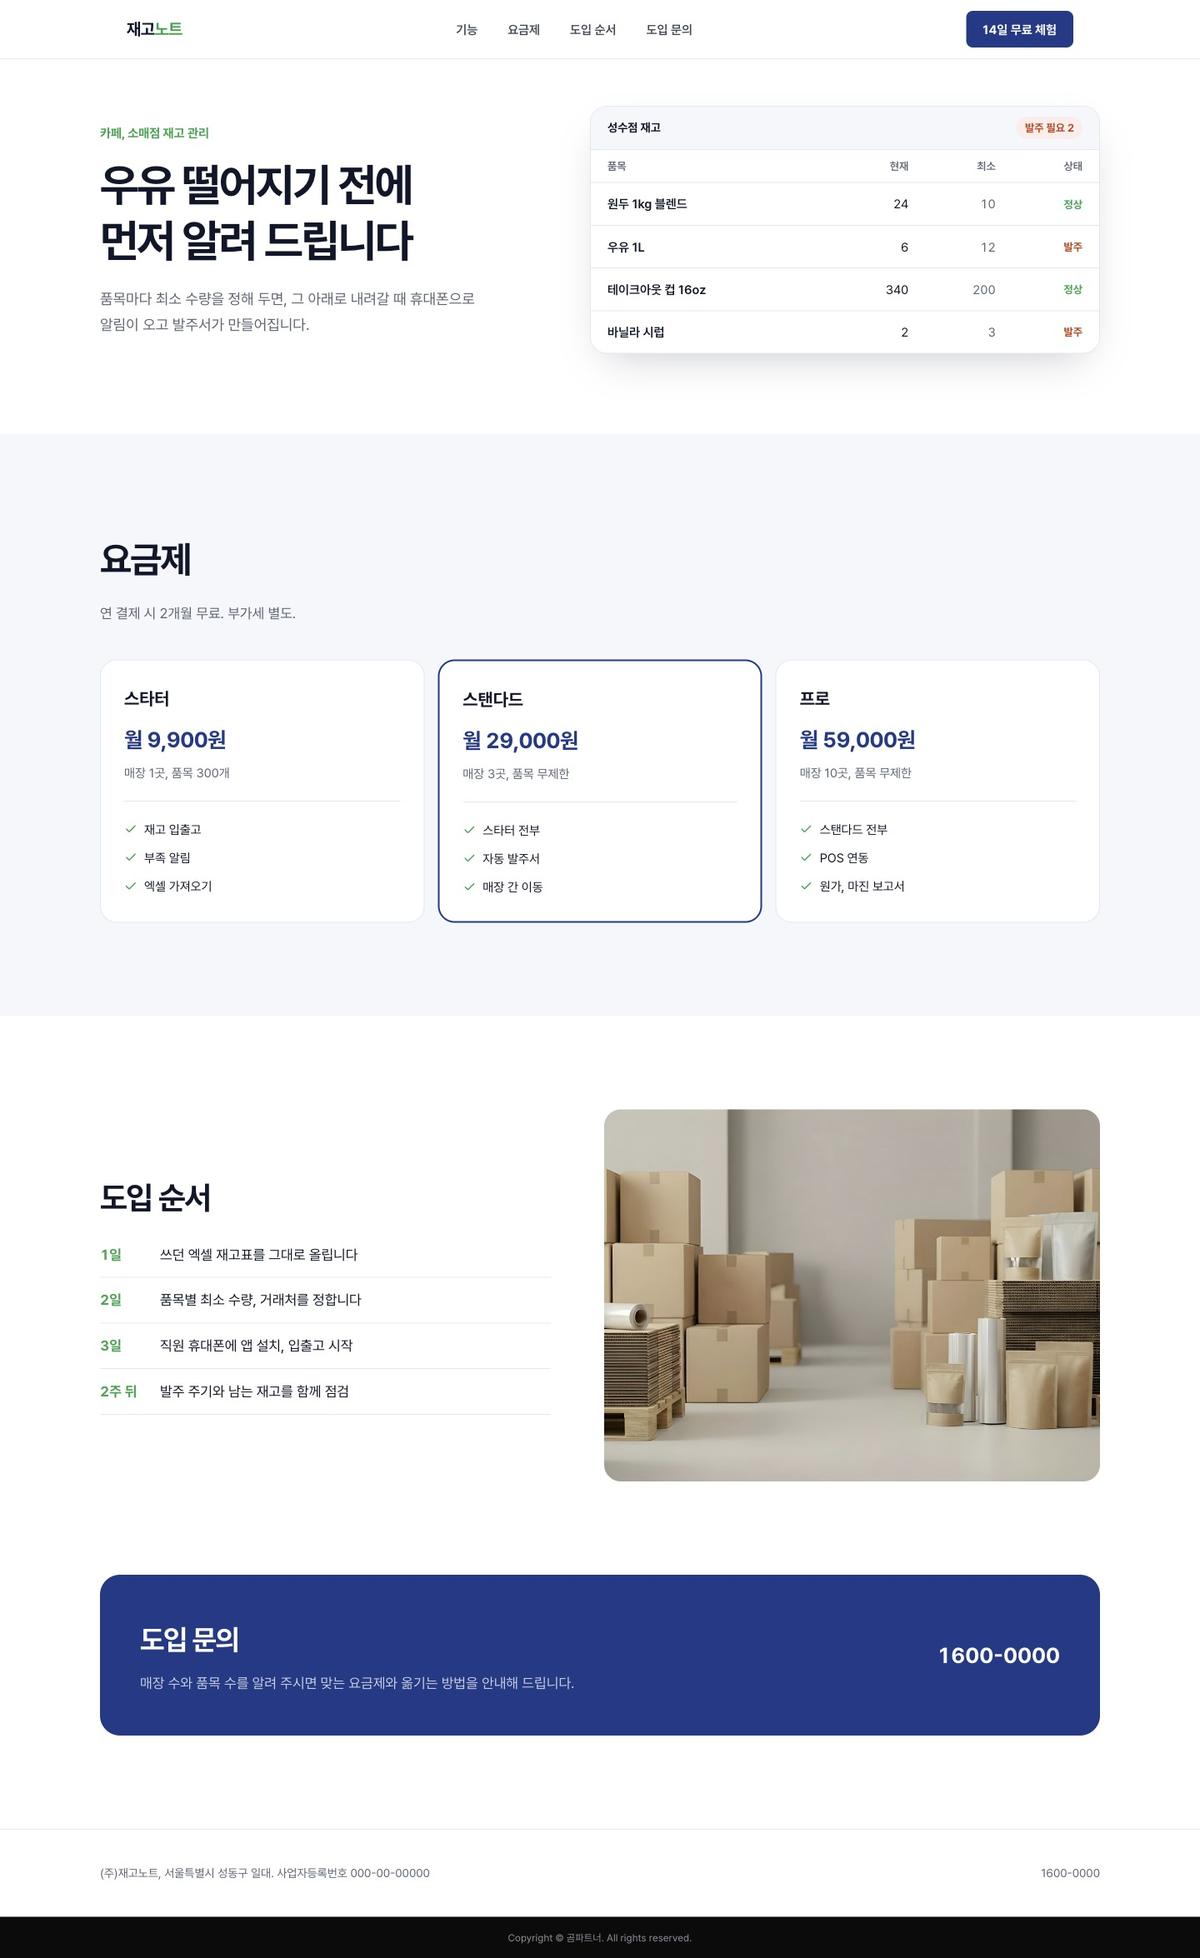 재고노트
기능 요금제 도입 순서 도입 문의
14일 무료 체험
카페, 소매점 재고 관리
우유 떨어지기 전에
먼저 알려 드립니다
품목마다 최소 수량을 정해 두면, 그 아래로 내려갈 때 휴대폰으로
알림이 오고 발주서가 만들어집니다.
성수점 재고 발주 필요 2
품목 현재 최소 상태
원두 1kg 블렌드 24 10 정상
우유 1L 6 12 발주
테이크아웃 컵 16oz 340 200 정상
바닐라 시럽 2 3 발주
요금제
연 결제 시 2개월 무료. 부가세 별도.
스타터
월 9,900원
매장 1곳, 품목 300개
재고 입출고
부족 알림
엑셀 가져오기
스탠다드
월 29,000원
매장 3곳, 품목 무제한
스타터 전부
자동 발주서
매장 간 이동
프로
월 59,000원
매장 10곳, 품목 무제한
스탠다드 전부
POS 연동
원가, 마진 보고서
도입 순서
1일 쓰던 엑셀 재고표를 그대로 올립니다
2일 품목별 최소 수량, 거래처를 정합니다
3일 직원 휴대폰에 앱 설치, 입출고 시작
2주 뒤 발주 주기와 남는 재고를 함께 점검
도입 문의
매장 수와 품목 수를 알려 주시면 맞는 요금제와 옮기는 방법을 안내해 드립니다.
1600-0000
(주)재고노트, 서울특별시 성동구 일대. 사업자등록번호 000-00-00000
1600-0000
Copyright © 곰파트너. All rights reserved.